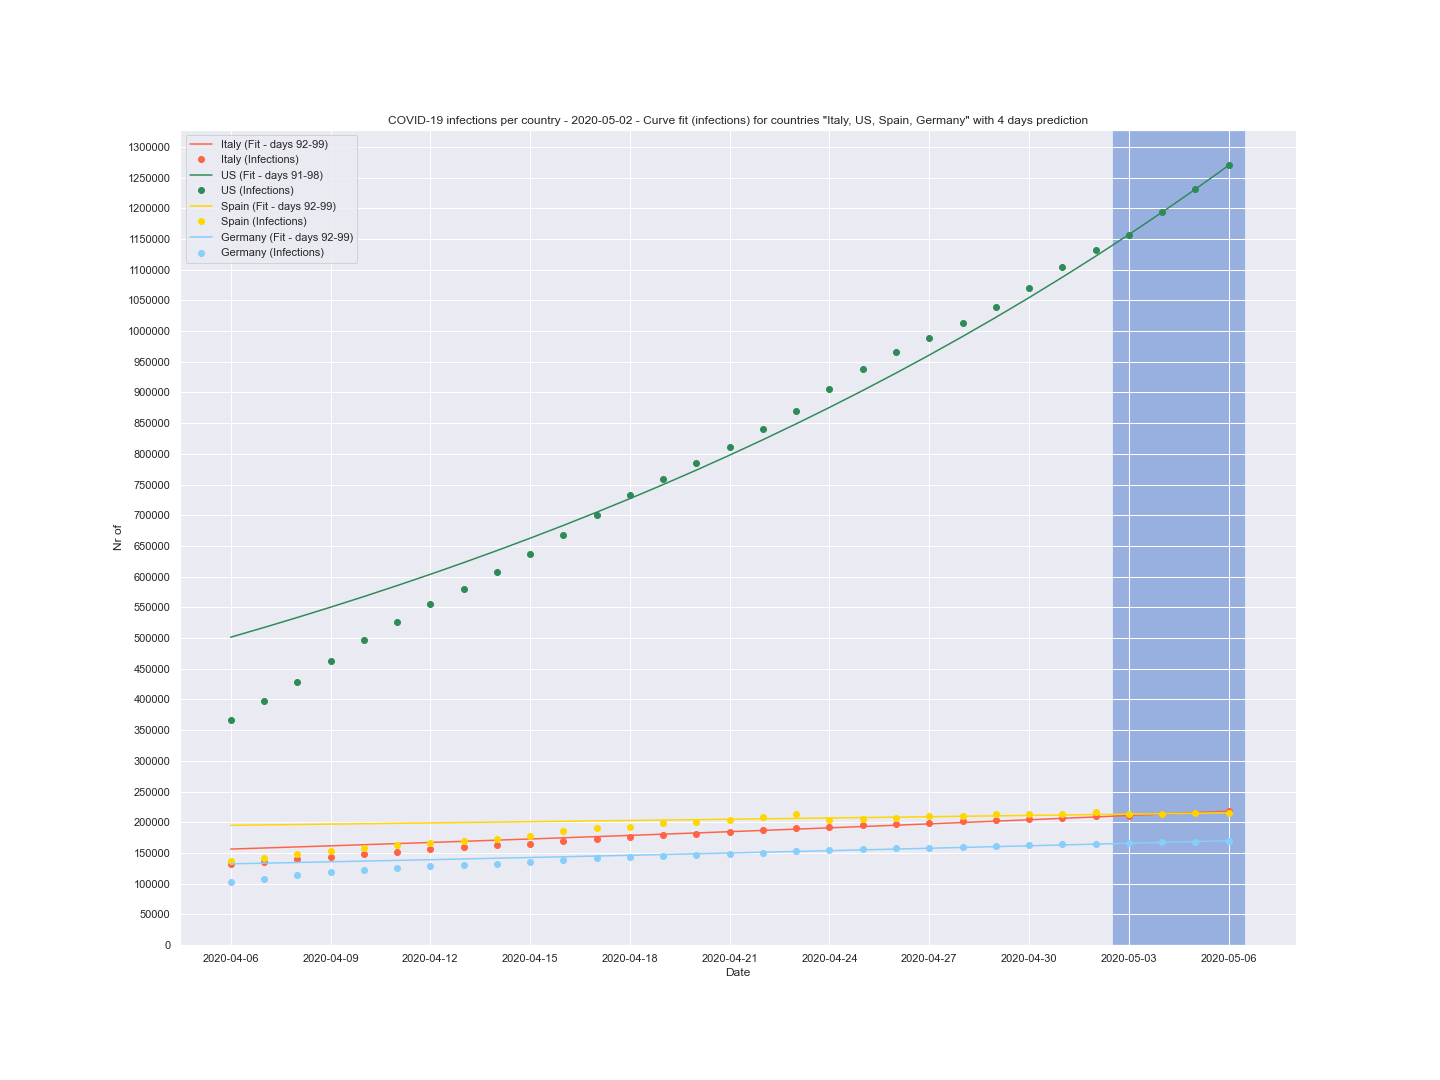 COVID-19 infections per country - 2020-05-02 - Curve fit (infections) for countries "Italy, US, Spain, Germany" with 4 days prediction
Italy (Fit - days 92-99)
Italy (Infections)
US (Fit - days 91-98)
US (Infections)
Spain (Fit - days 92-99)
Spain (Infections)
Germany (Fit - days 92-99)
Germany (Infections)
1300000
1250000
1200000
1150000
1100000
1050000
1000000
950000
900000
850000
800000
750000
700000
650000
600000
550000
500000
450000
400000
350000
300000
250000
200000
150000
100000
50000
0
Nr of
2020-04-06 2020-04-09 2020-04-12 2020-04-15 2020-04-18 2020-04-21 2020-04-24 2020-04-27 2020-04-30 2020-05-03 2020-05-06
Date